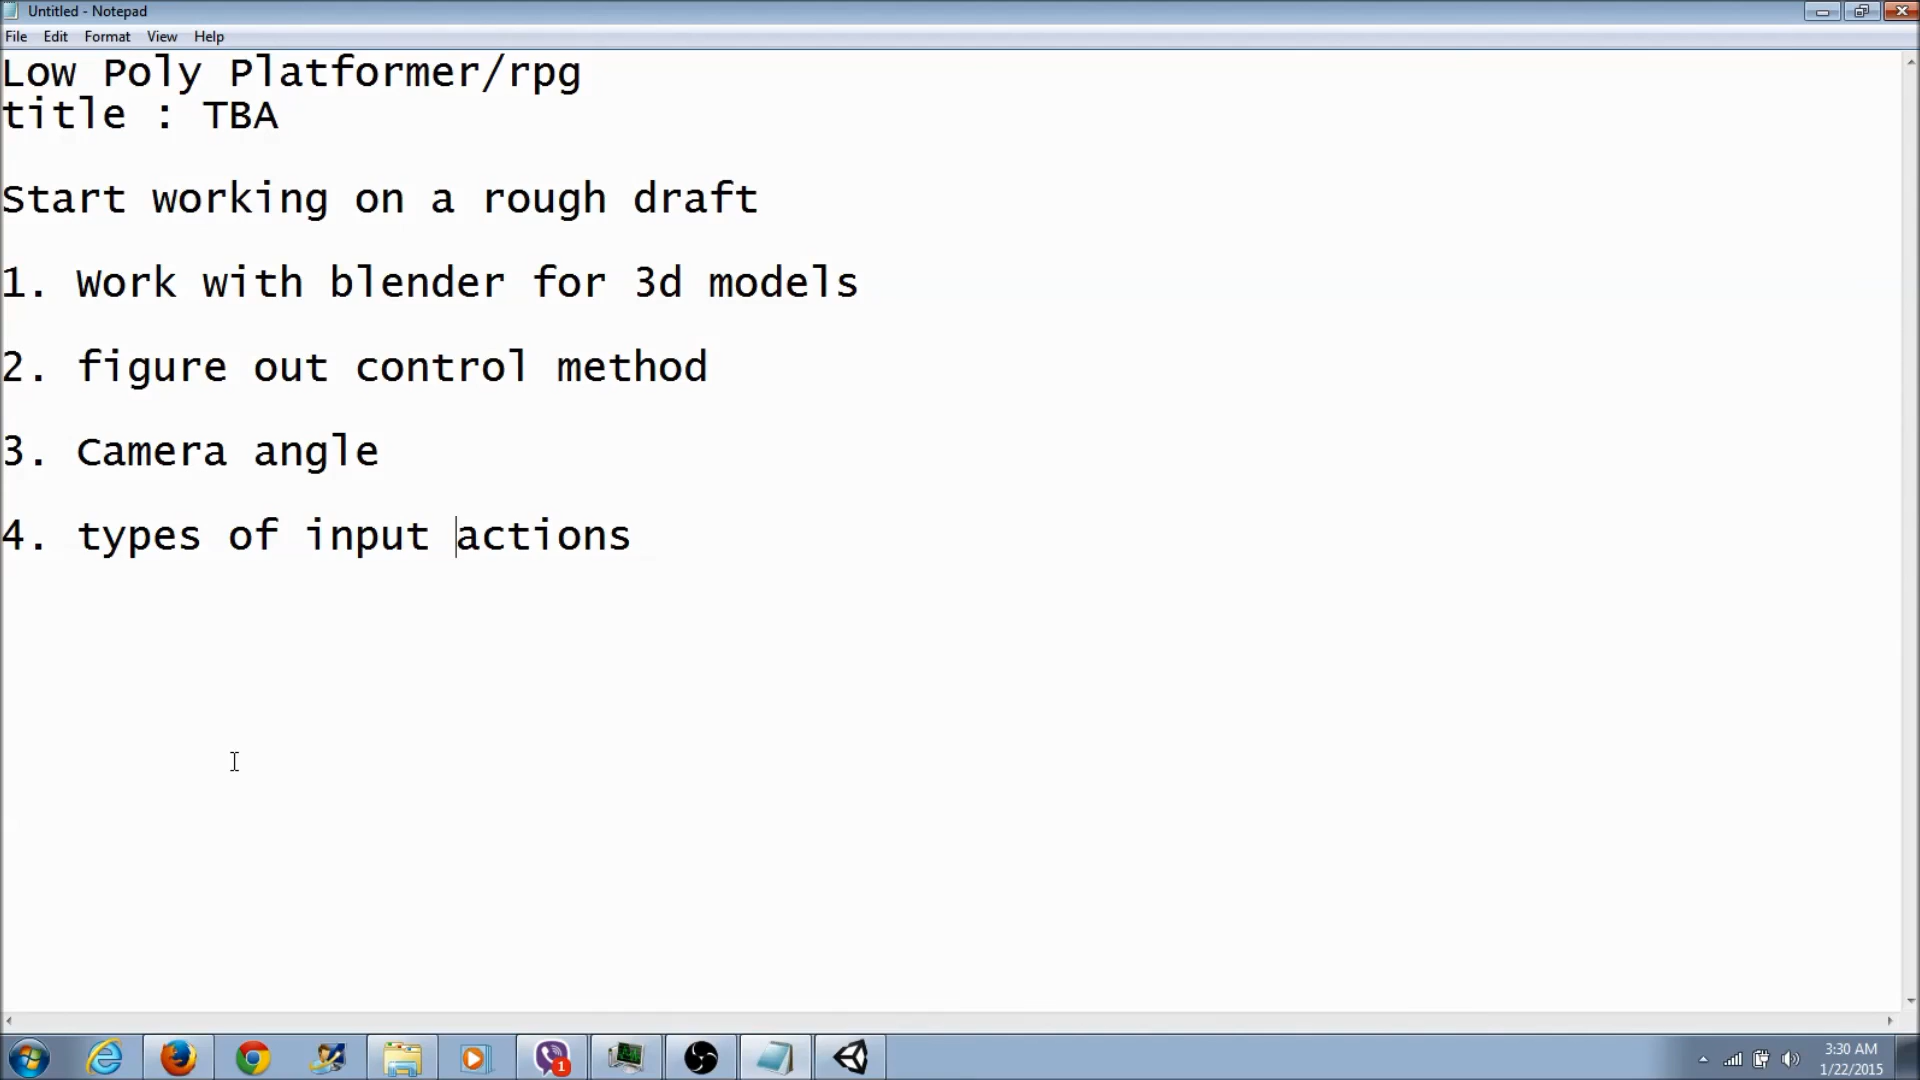 Untitled - Notepad
File Edit Format View Help
Low Poly Platformer/rpg
title : TBA
Start working on a rough draft
1. Work with blender for 3d models
2. figure out control method
3. Camera angle
4. types of input actions
1
3:30 AM
1/22/2015